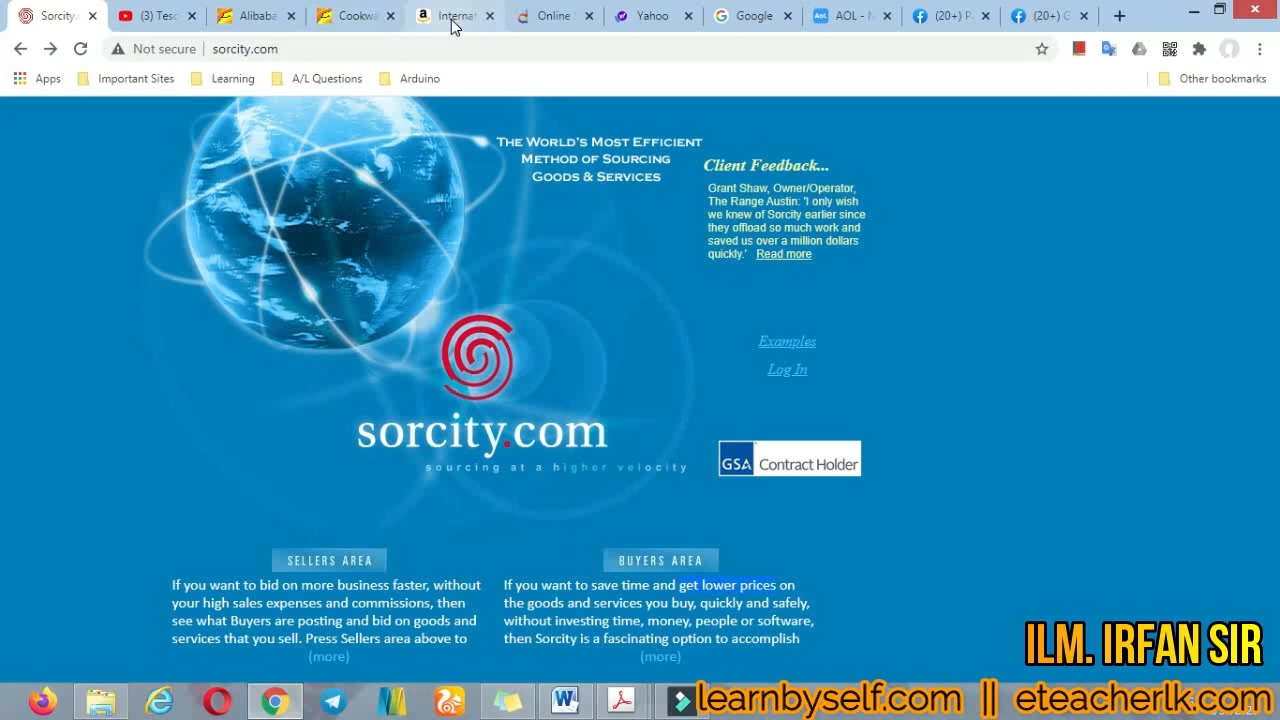 Sorcity
(3) Tesc
Alibaba
Cookwa
Internat
Online S
Yahoo
Google
AOL - N
(20+) P
(20+) G
Not secure
sorcity.com
Apps
Important Sites
Learning
A/L Questions
Arduino
Other bookmarks
The World's Most Efficient
Method of Sourcing
Goods & Services
Client Feedback...
Grant Shaw, Owner/Operator,
The Range Austin: 'I only wish
we knew of Sorcity earlier since
they offload so much work and
saved us over a million dollars
quickly.' Read more
Examples
Log In
sorcity.com
sourcing at a higher velocity
GSA Contract Holder
SELLERS AREA
If you want to bid on more business faster, without
your high sales expenses and commissions, then
see what Buyers are posting and bid on goods and
services that you sell. Press Sellers area above to
(more)
BUYERS AREA
If you want to save time and get lower prices on
the goods and services you buy, quickly and safely,
without investing time, money, people or software,
then Sorcity is a fascinating option to accomplish
(more)
ILM. IRFAN SIR
learnbyself.com || eteacherlk.com